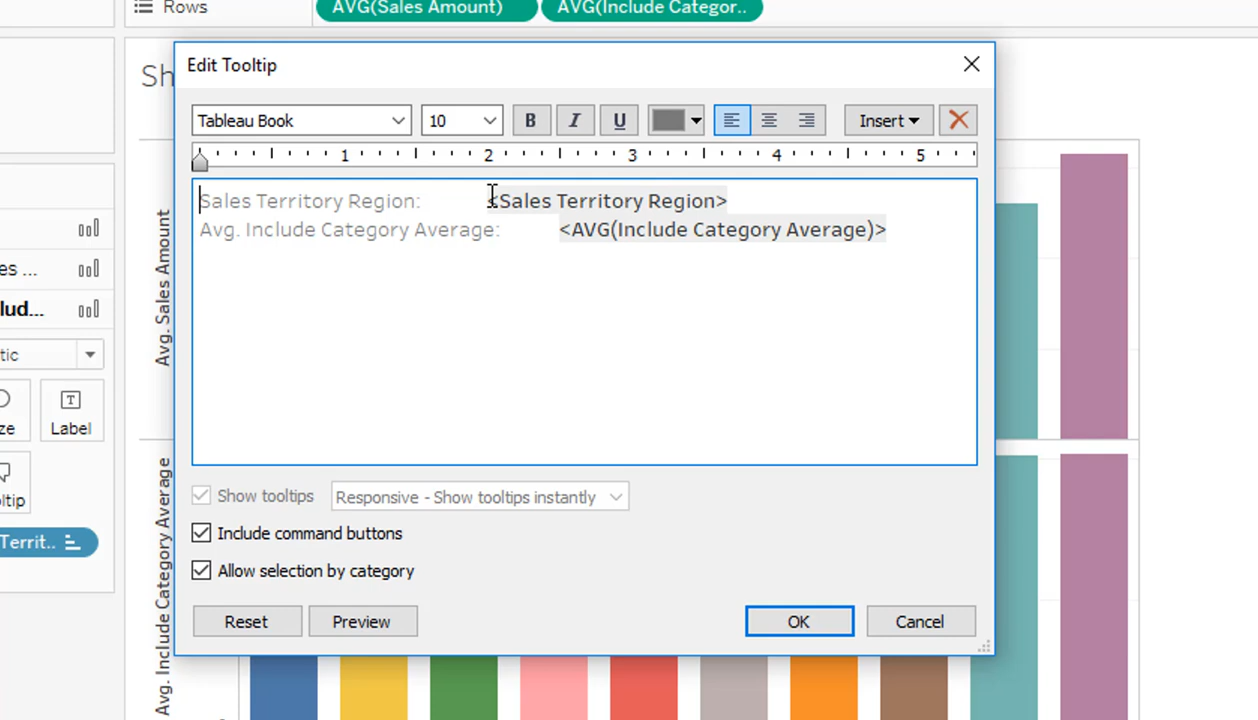 Rows
AVG(Sales Amount)
AVG(Include Categor..
Sh
Edit Tooltip
Tableau Book
10
B
I
U
Insert
1 2 3 4 5
Sales Territory Region: <Sales Territory Region>
Avg. Include Category Average: <AVG(Include Category Average)>
Show tooltips
Responsive - Show tooltips instantly
Include command buttons
Allow selection by category
Reset
Preview
OK
Cancel
Avg. Sales Amount
Avg. Include Category Average
es ...
lud...
tic
T
ze
Label
ltip
Territ..